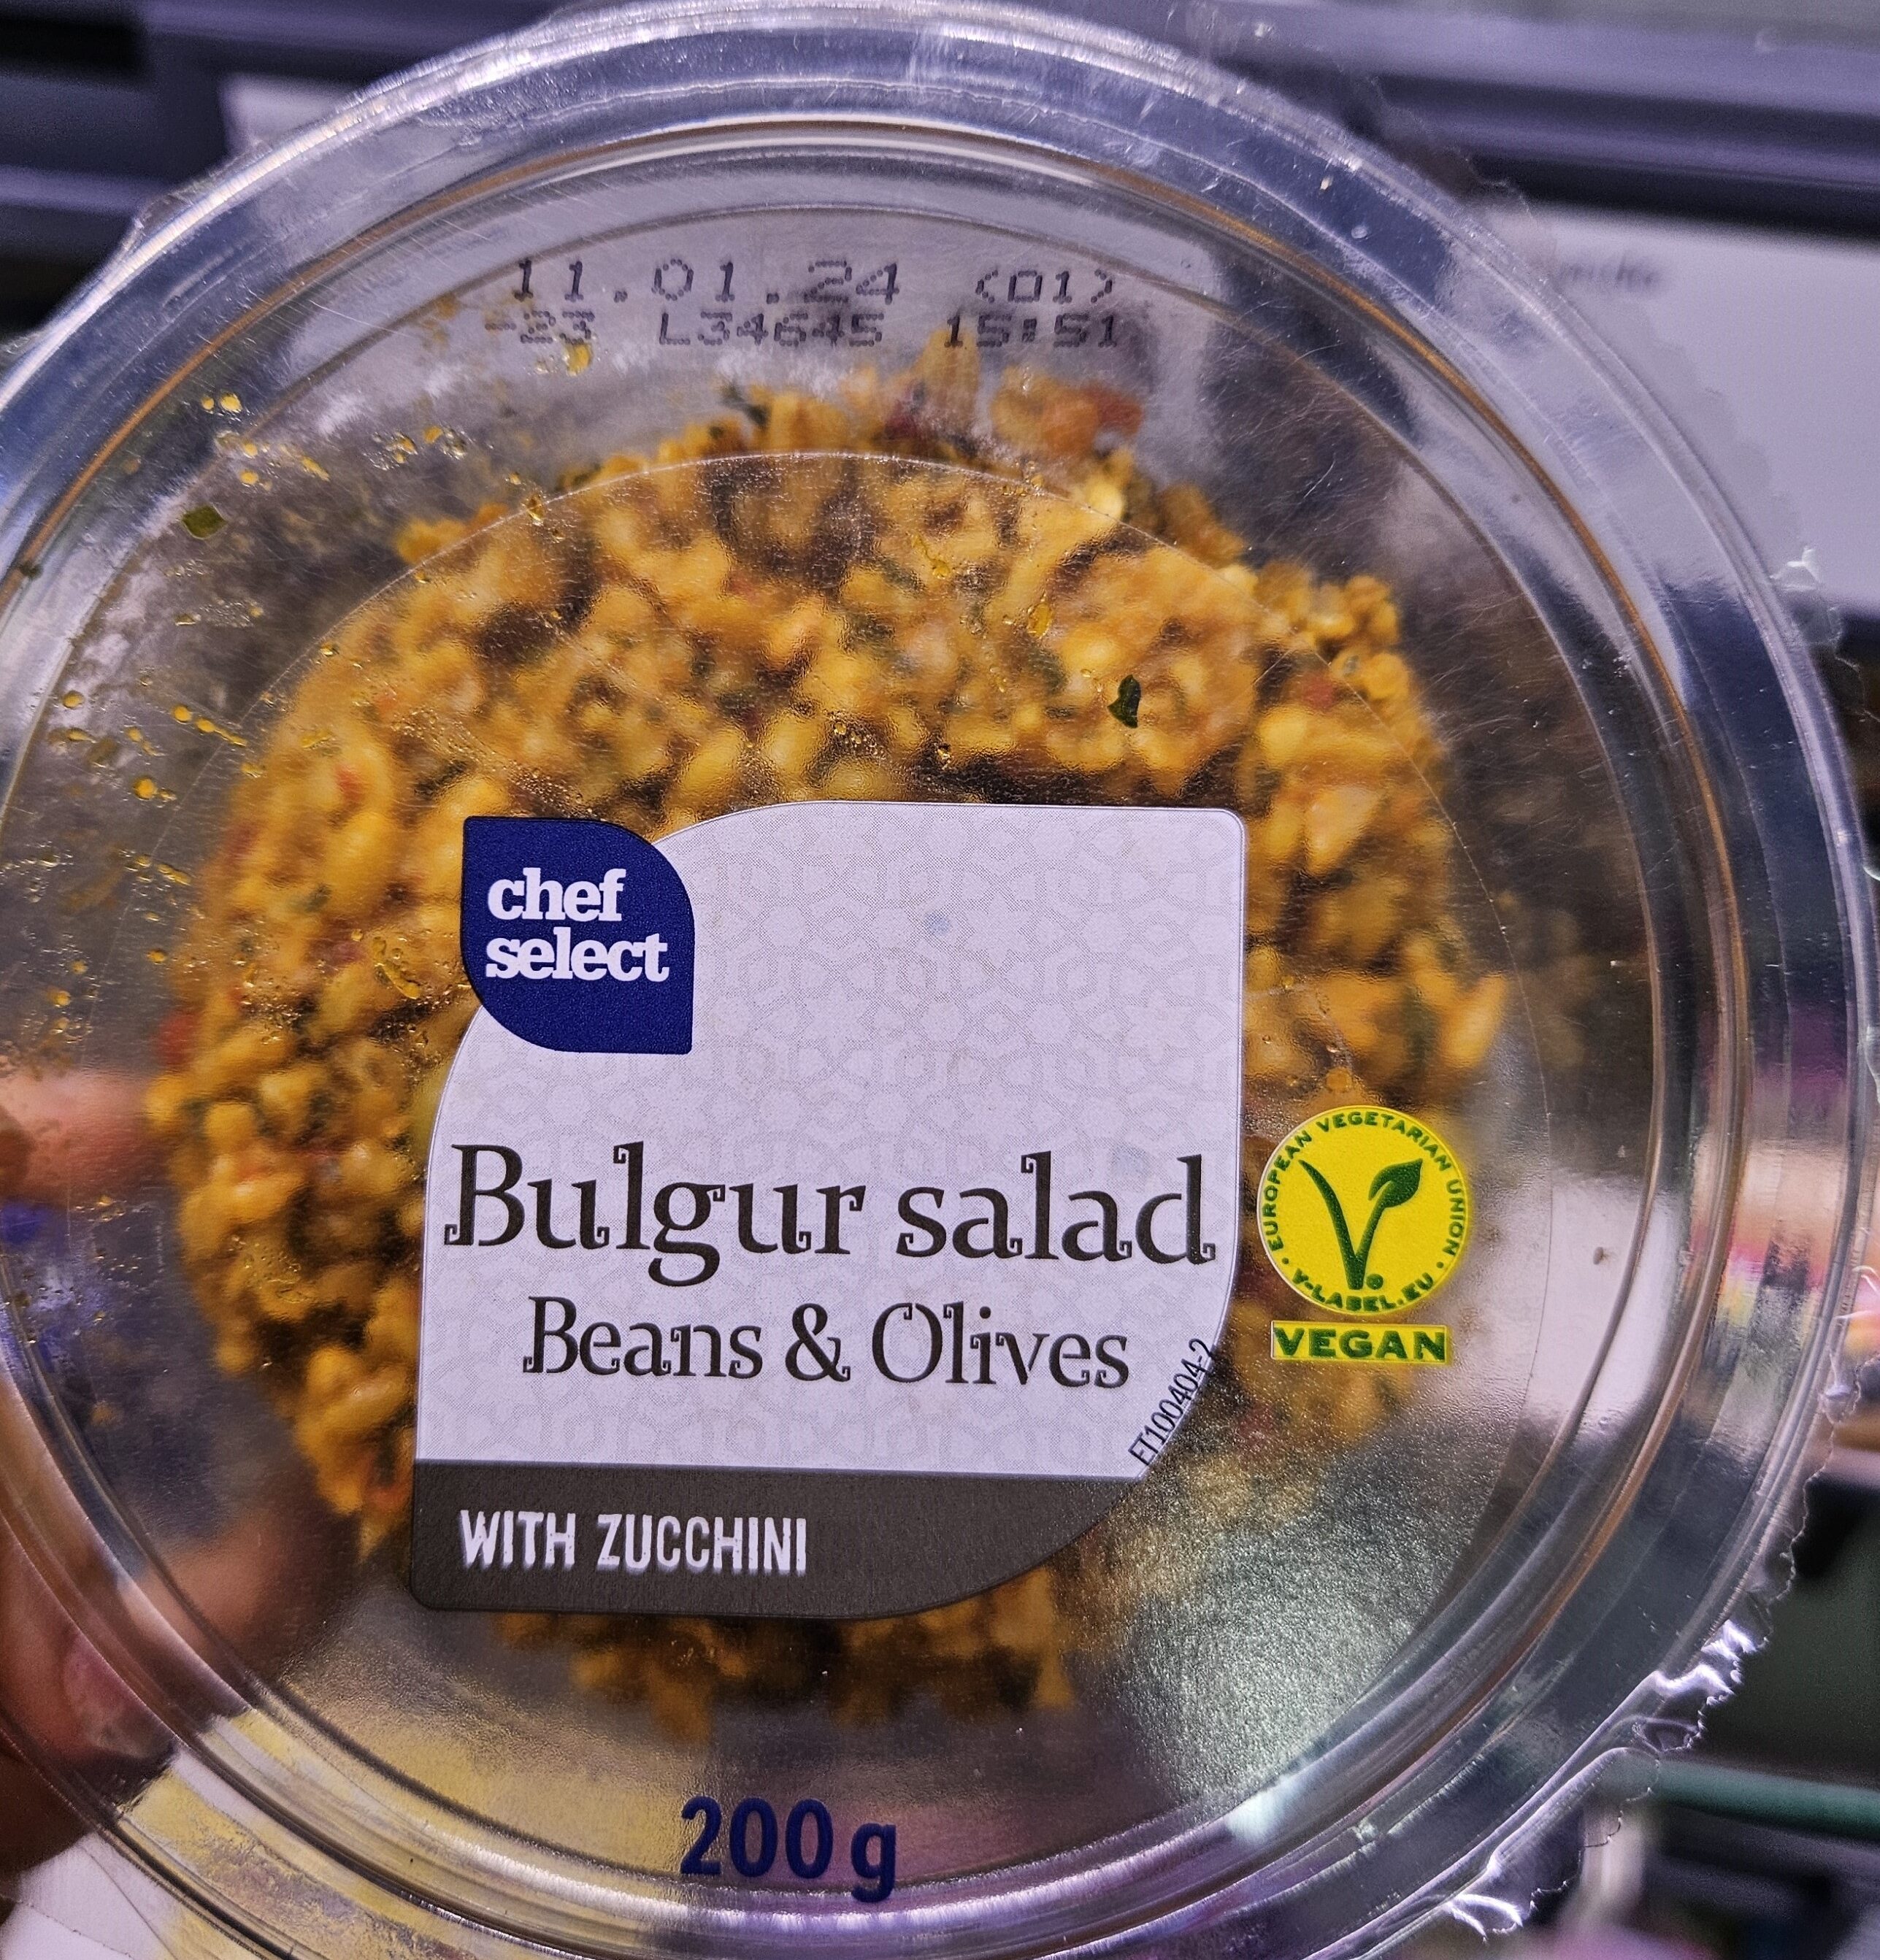 11.01.24 (01)
-23 L34645 15:51
chef
select
Bulgur salad
Beans & Olives
FT100404-2
WITH ZUCCHINI
EUROPEAN VEGETARIAN UNION
V-LABEL.EU
VEGAN
200 g